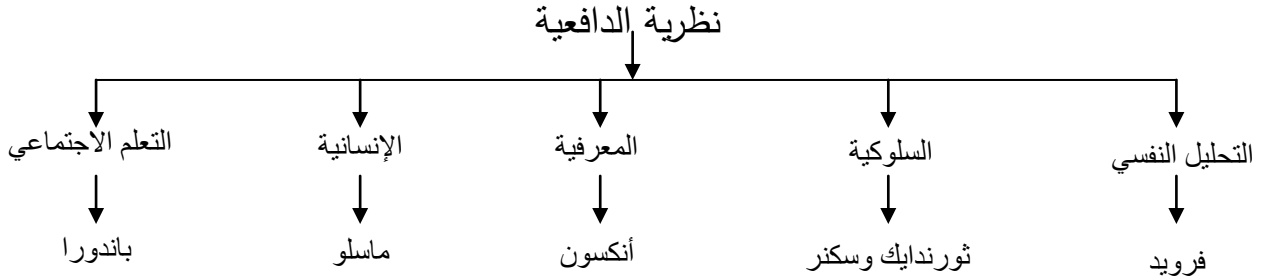 نظرية الدافعية
التحليل النفسي
السلوكية
المعرفية
الإنسانية
التعلم الاجتماعي
فرويد
ثورندايك وسكنر
أنكسون
ماسلو
باندورا